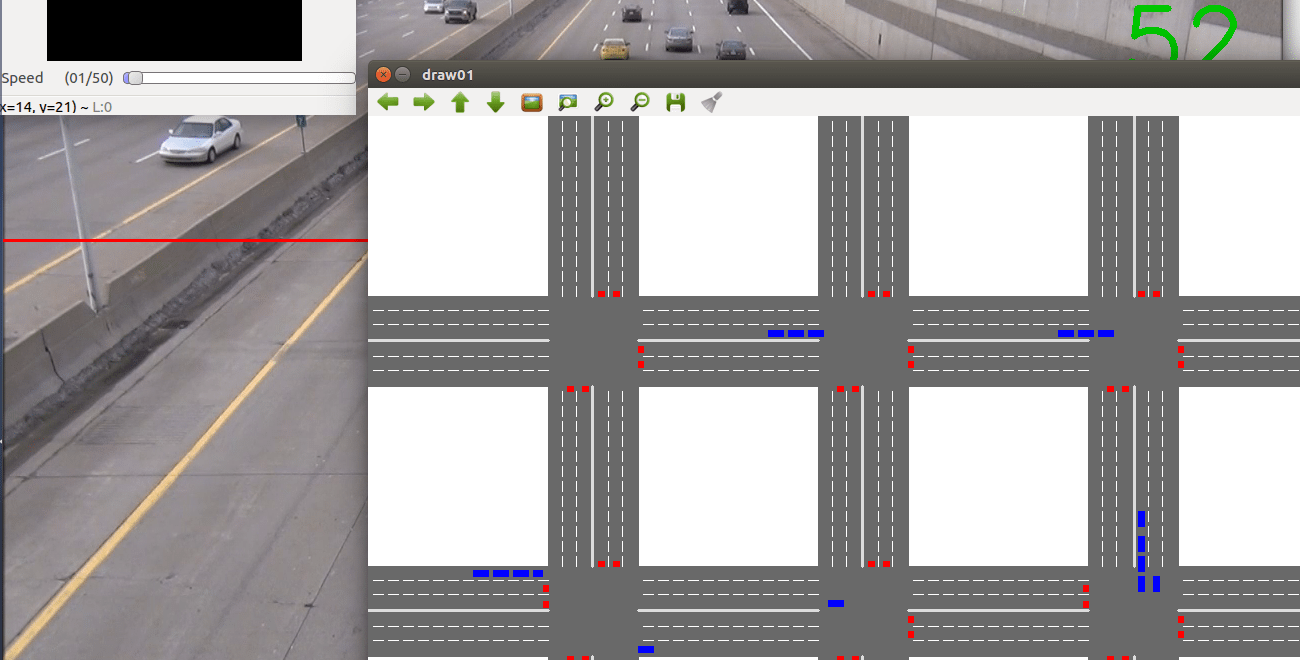 52
Speed (01/50)
draw01
x=14, y=21) ~ L:0